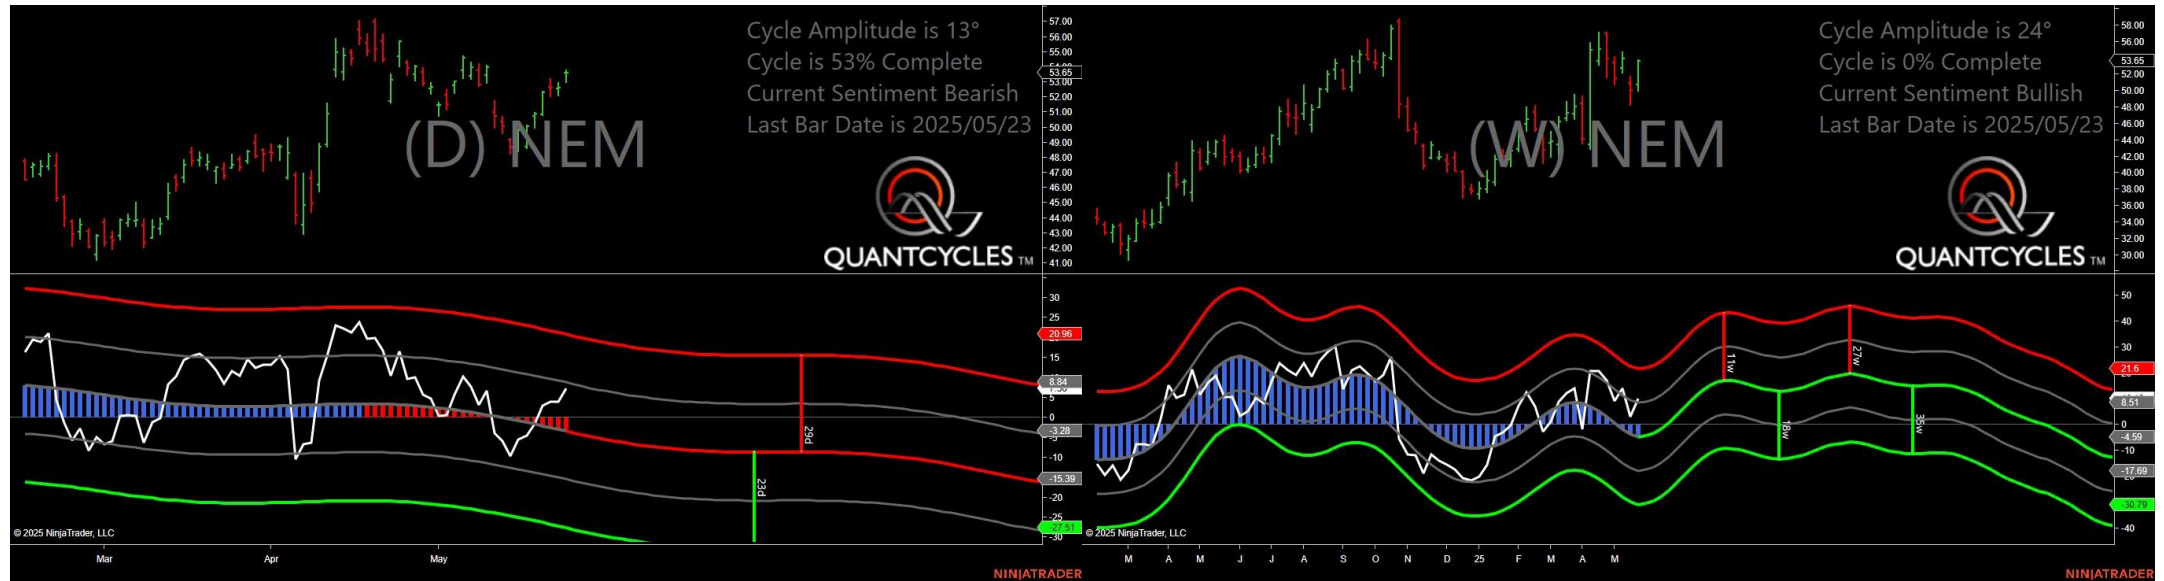 Cycle Amplitude is 13°
Cycle is 53% Complete
Current Sentiment Bearish
Last Bar Date is 2025/05/23
(D) NEM
QUANTCYCLES TM
57.00
56.00
55.00
53.65
53.00
52.00
51.00
50.00
49.00
48.00
47.00
46.00
45.00
44.00
43.00
42.00
41.00
30
25
20.96
15
8.84
5
0
-3.28
-10
-15.39
-20
-25
-27.51
-30
29d
23d
© 2025 NinjaTrader, LLC
Mar Apr May
NINJATRADER
Cycle Amplitude is 24°
Cycle is 0% Complete
Current Sentiment Bullish
Last Bar Date is 2025/05/23
(W) NEM
QUANTCYCLES TM
58.00
56.00
53.65
52.00
50.00
48.00
46.00
44.00
42.00
40.00
38.00
36.00
34.00
32.00
30.00
50
40
30
21.6
8.51
0
-4.59
-10
-17.69
-30.79
-40
11w
18w
27w
35w
© 2025 NinjaTrader, LLC
M A M J J A S O N D 25 F M A M
NINJATRADER